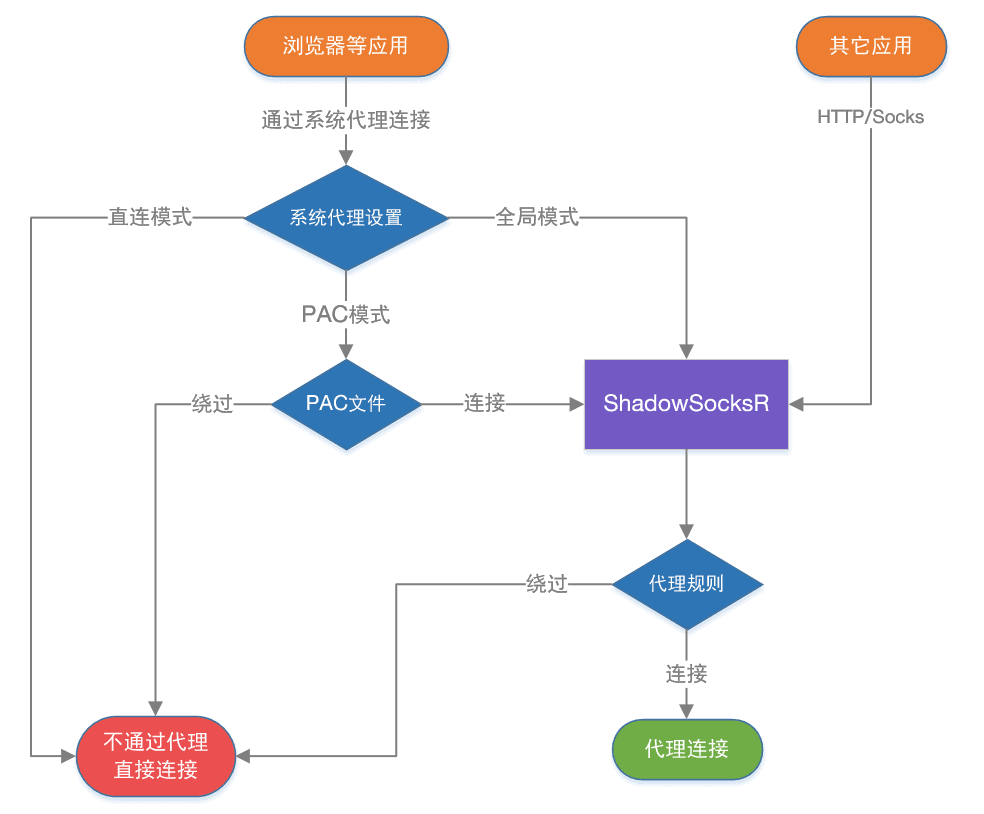 浏览器等应用
其它应用
通过系统代理连接
HTTP/Socks
直连模式
系统代理设置
全局模式
PAC模式
绕过
PAC文件
连接
ShadowSocksR
绕过
代理规则
连接
不通过代理
直接连接
代理连接